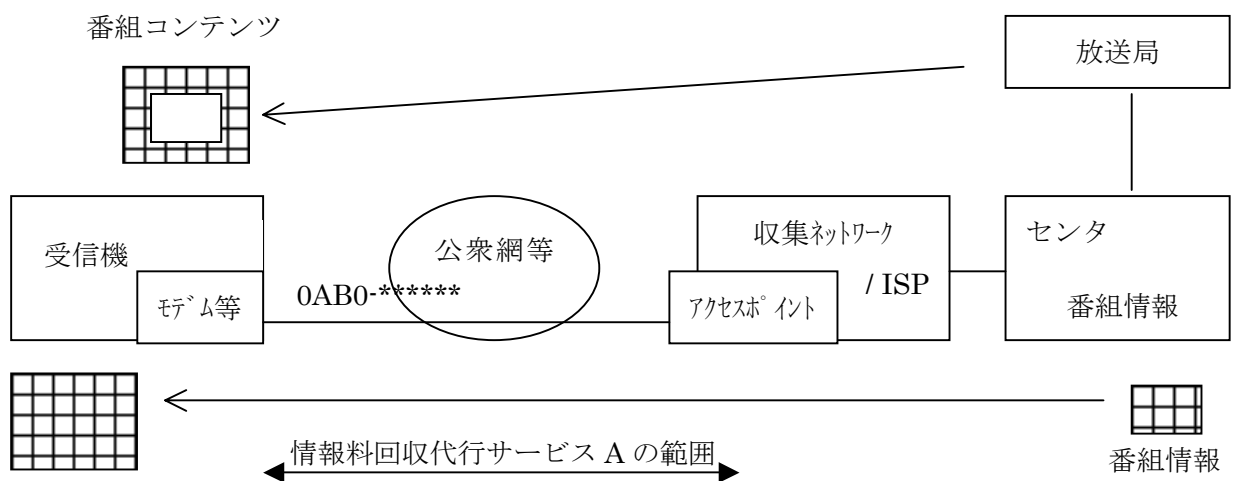 番組コンテンツ
放送局
受信機
モデム等
0AB0-******
公衆網等
収集ネットワーク
/ ISP
アクセスポイント
センタ
番組情報
情報料回収代行サービス A の範囲
番組情報